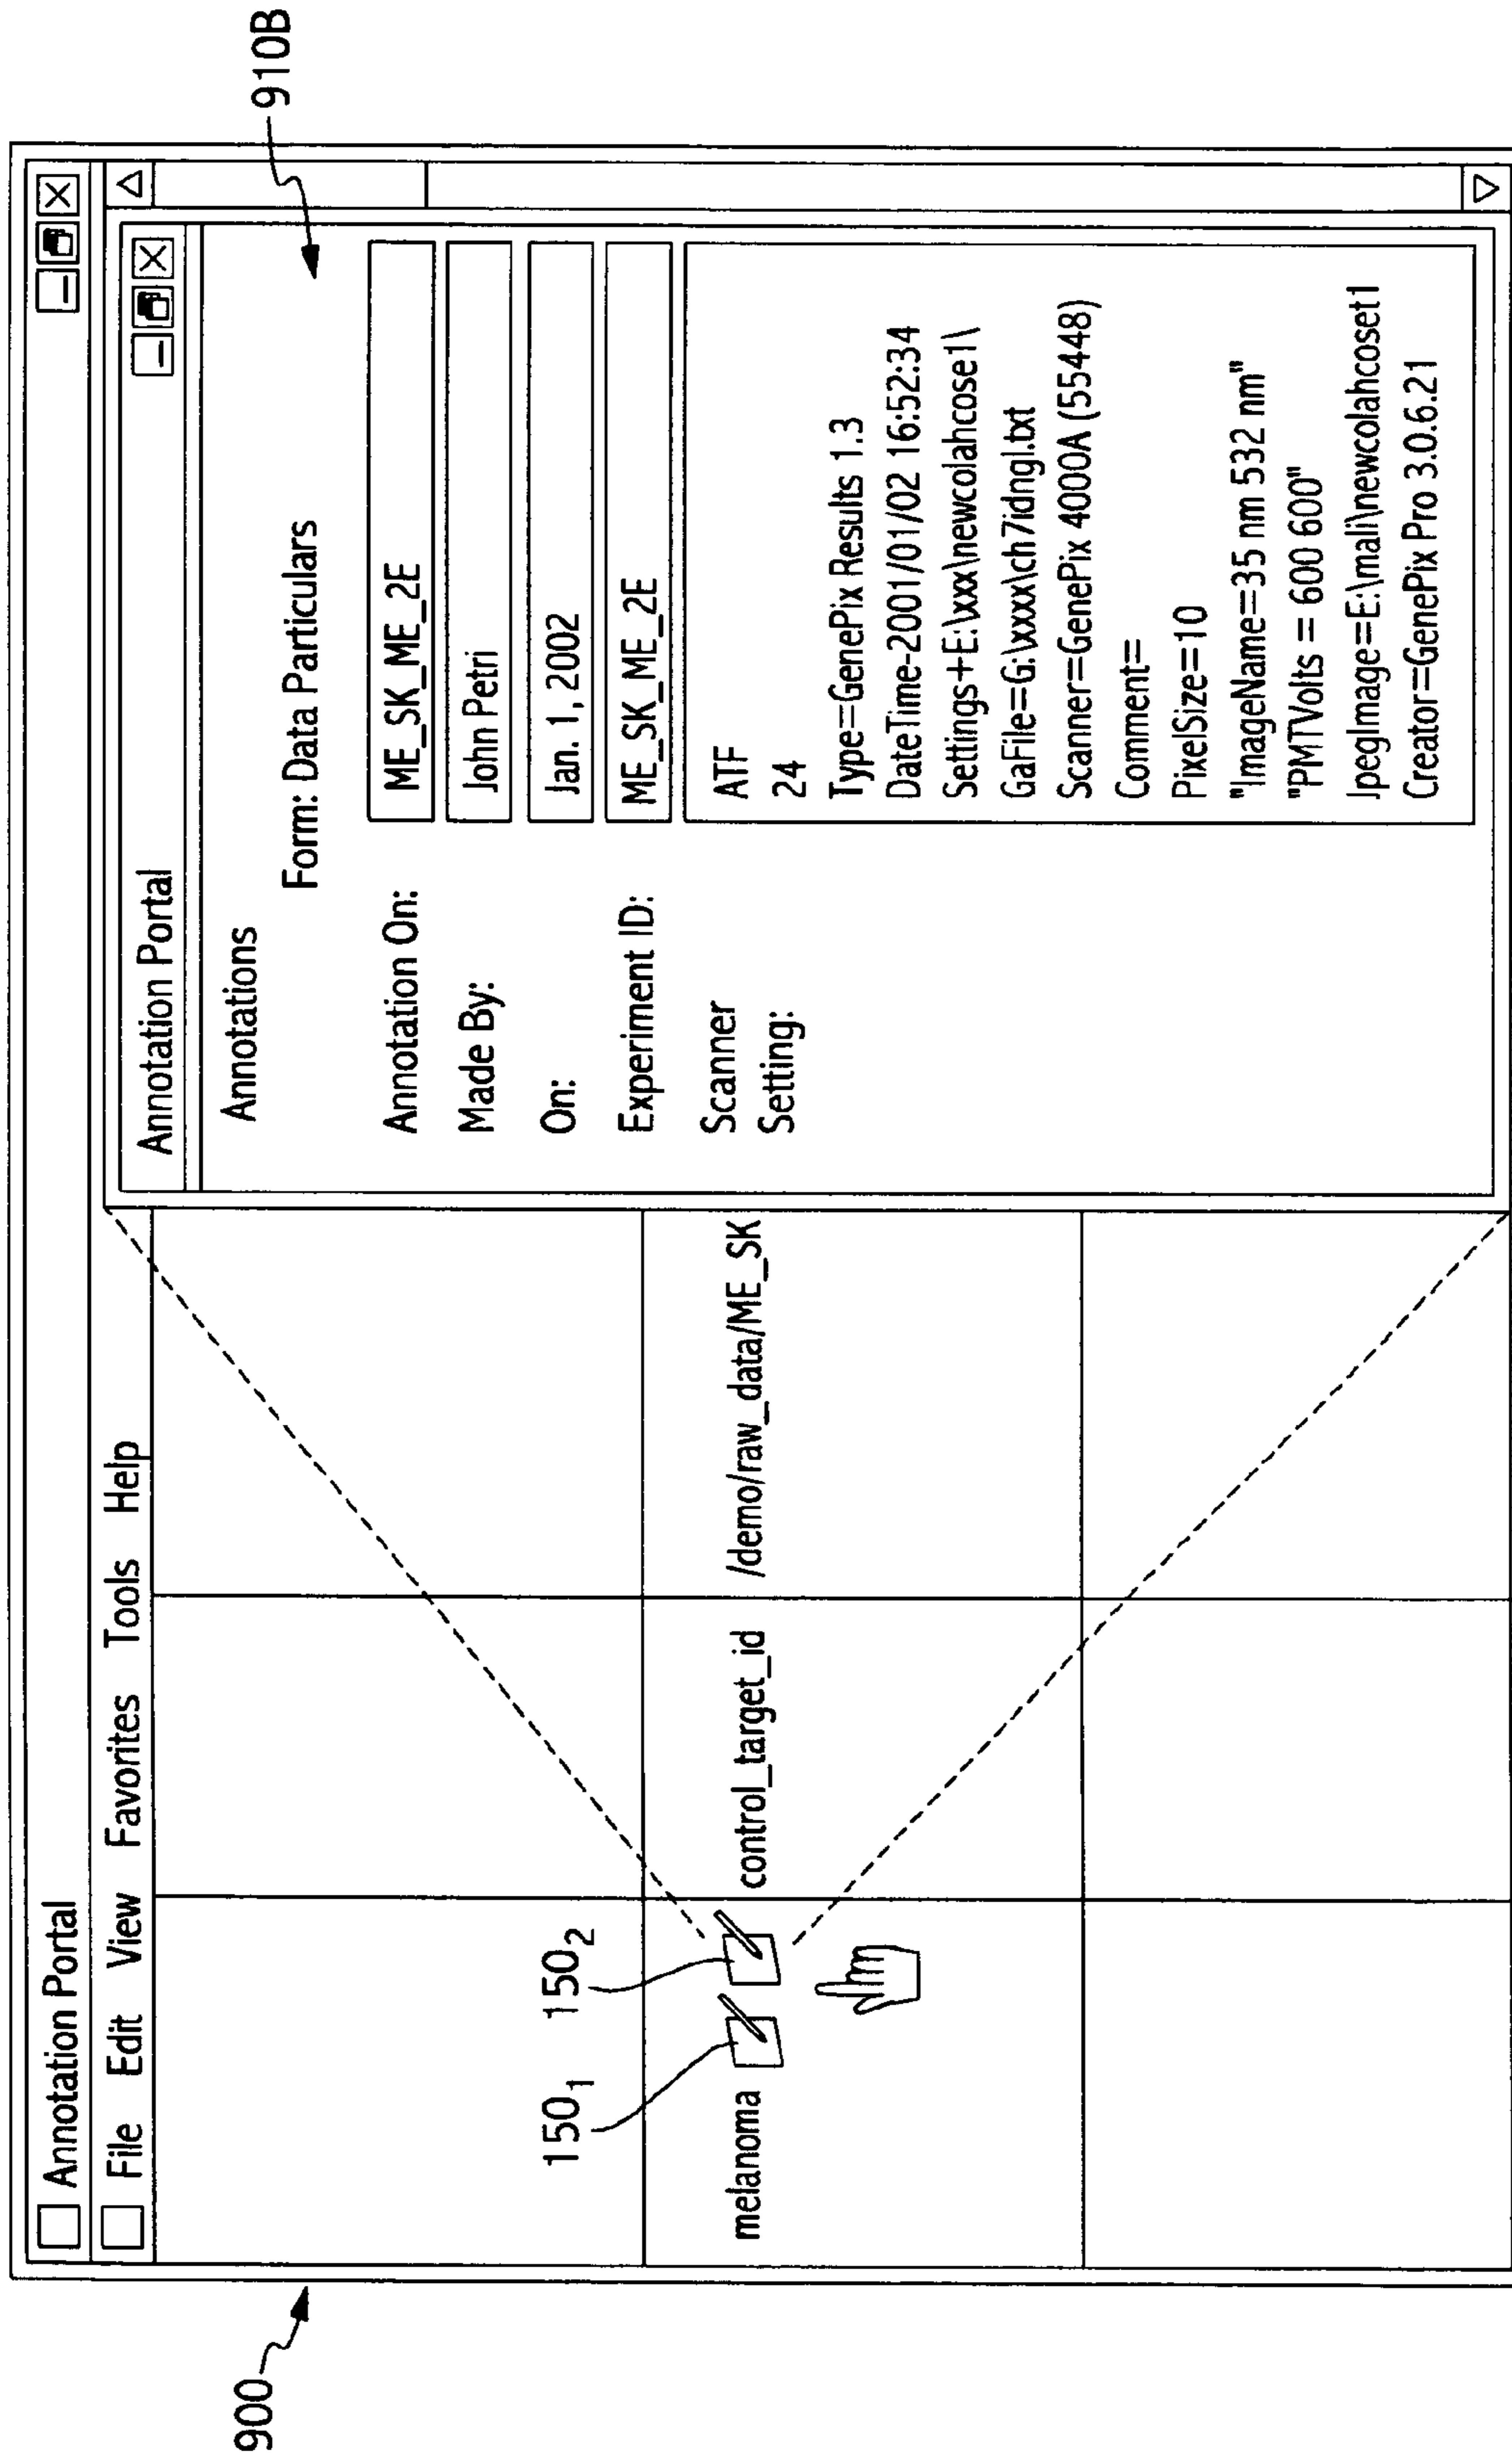 900
Annotation Portal
File Edit View Favorites Tools Help
150₁
150₂
melanoma
control_target_id
/demo/raw_data/ME_SK
910B
Annotation Portal
Annotations
Form: Data Particulars
Annotation On: ME_SK_ME_2E
Made By: John Petri
On: Jan. 1, 2002
Experiment ID: ME_SK_ME_2E
Scanner
Setting:
ATF
24
Type=GenePix Results 1.3
DateTime-2001/01/02 16:52:34
Settings+E:\xxx\newcolahcose1\
GaFile=G:\xxxx\ch7idngl.txt
Scanner=GenePix 4000A (55448)
Comment=
PixelSize=10
"ImageName=35 nm 532 nm"
"PMTVolts = 600 600"
JpegImage=E:\mali\newcolahcoset1
Creator=GenePix Pro 3.0.6.21